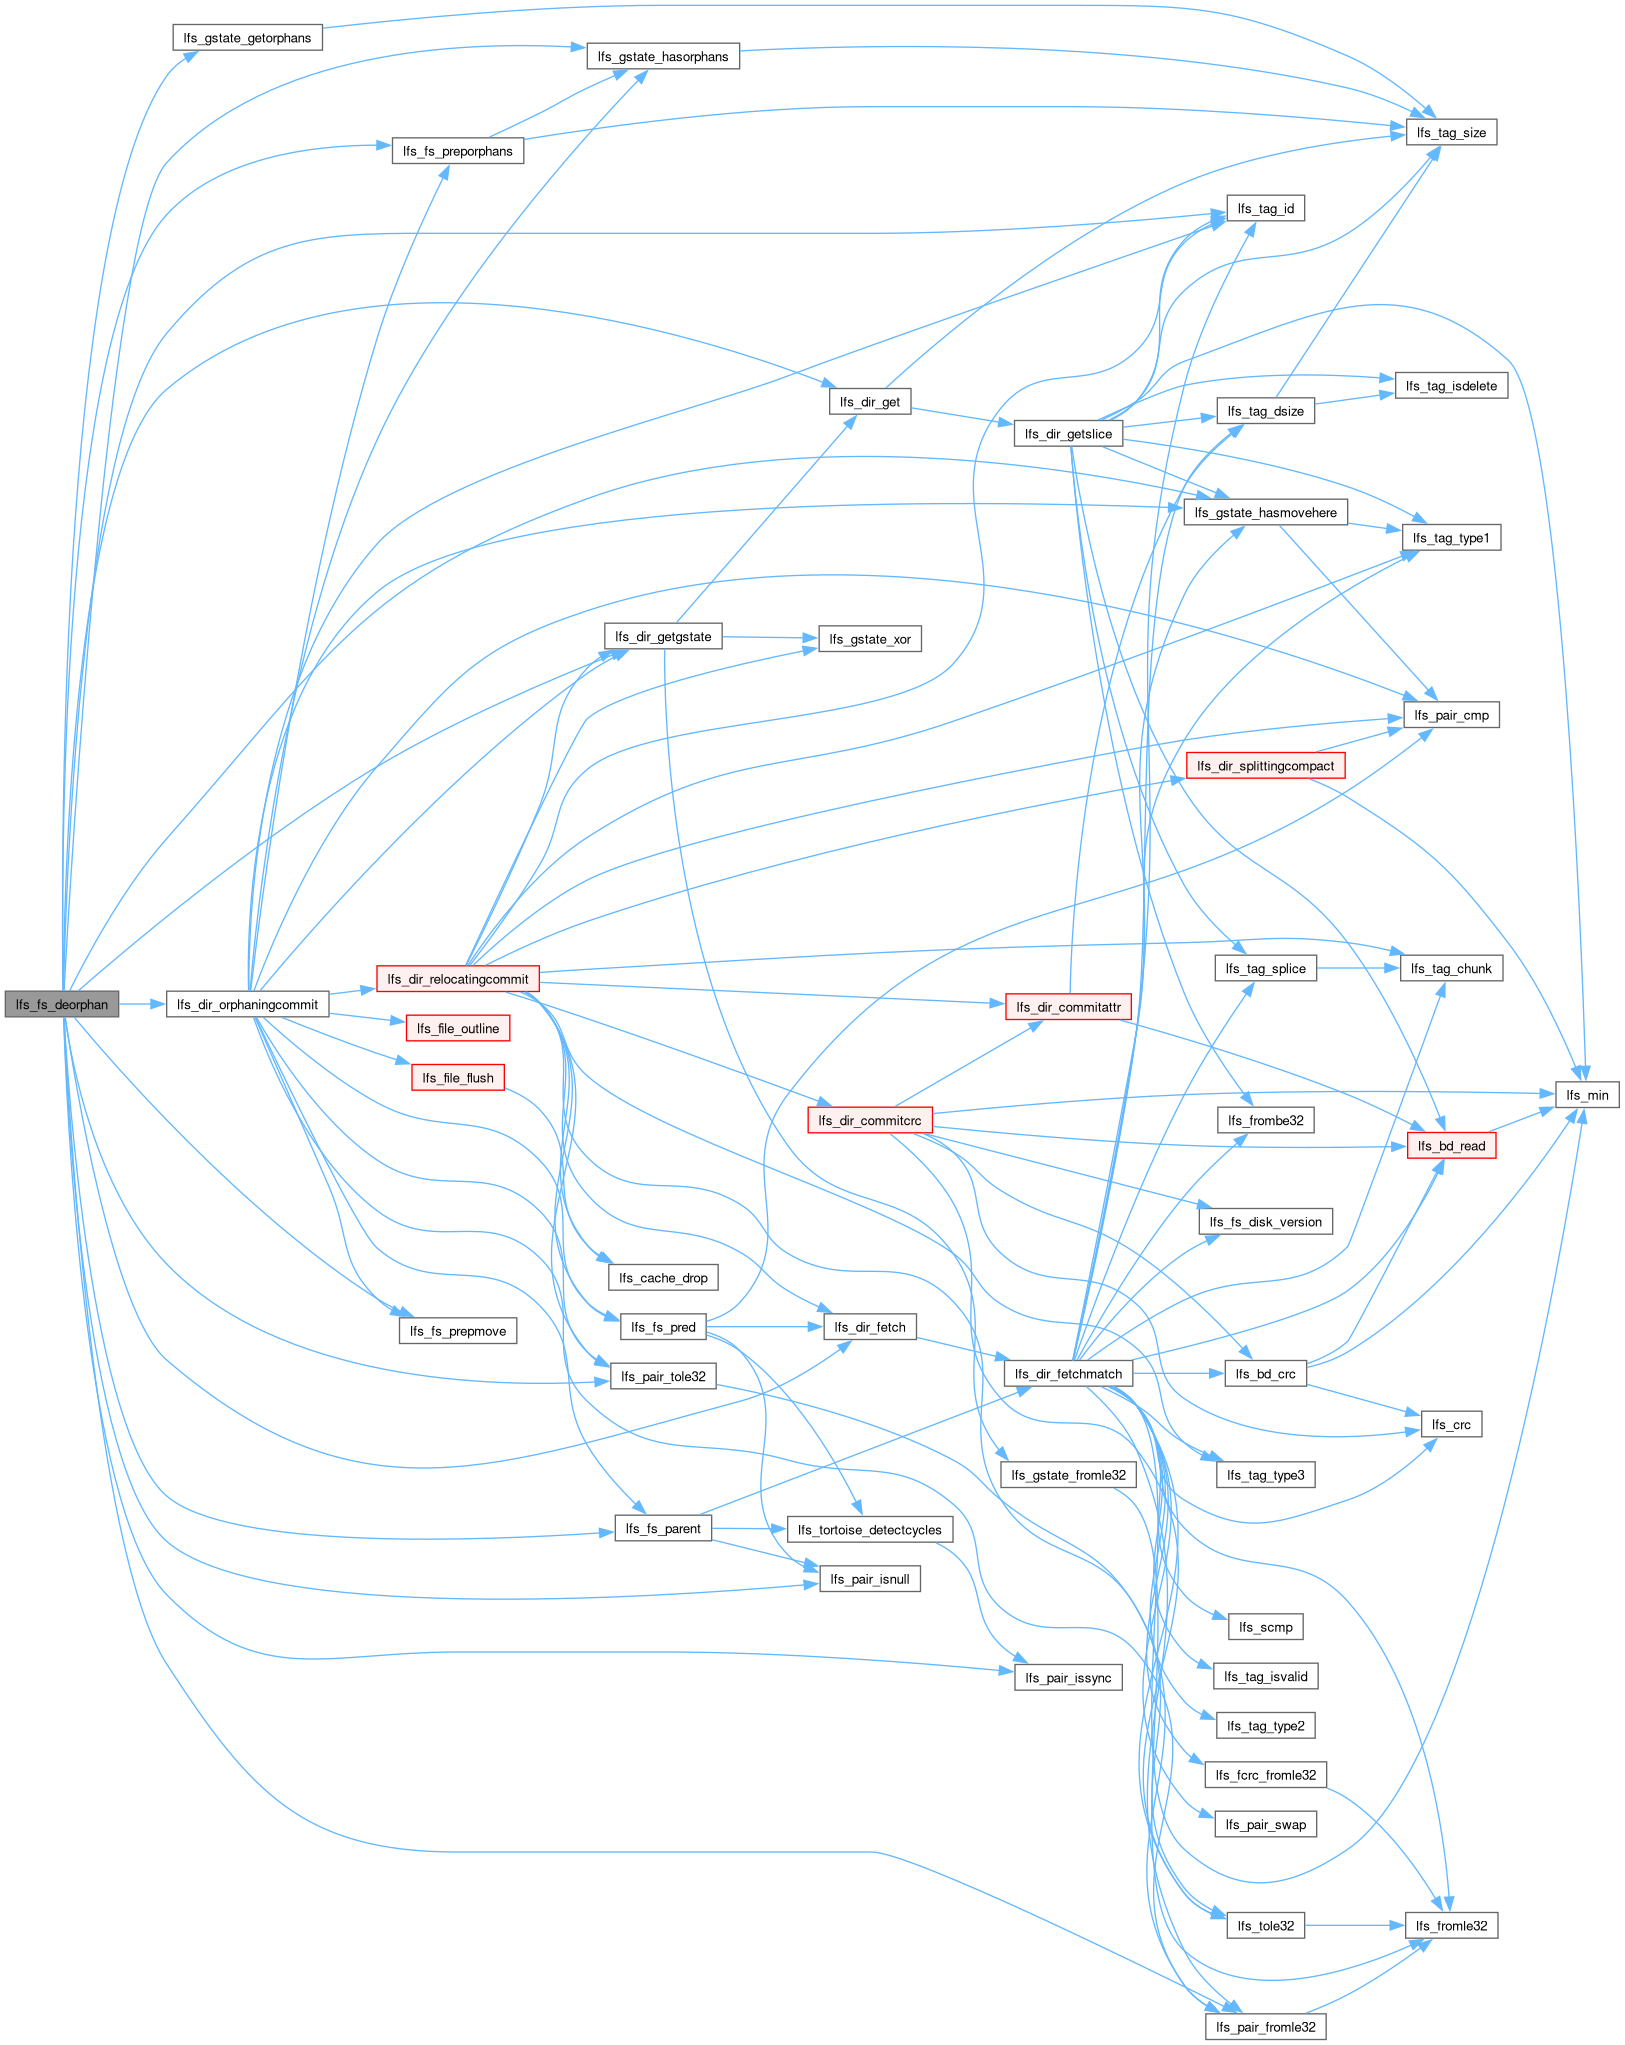 lfs_gstate_getorphans
lfs_gstate_hasorphans
lfs_tag_size
lfs_fs_preporphans
lfs_tag_id
lfs_tag_isdelete
lfs_dir_get
lfs_tag_dsize
lfs_dir_getslice
lfs_gstate_hasmovehere
lfs_tag_type1
lfs_dir_getgstate
lfs_gstate_xor
lfs_pair_cmp
lfs_dir_splittingcompact
lfs_tag_splice
lfs_tag_chunk
lfs_dir_relocatingcommit
lfs_fs_deorphan
lfs_dir_orphaningcommit
lfs_dir_commitattr
lfs_file_outline
lfs_file_flush
lfs_min
lfs_dir_commitcrc
lfs_frombe32
lfs_bd_read
lfs_fs_disk_version
lfs_cache_drop
lfs_fs_prepmove
lfs_fs_pred
lfs_dir_fetch
lfs_pair_tole32
lfs_dir_fetchmatch
lfs_bd_crc
lfs_crc
lfs_gstate_fromle32
lfs_tag_type3
lfs_fs_parent
lfs_tortoise_detectcycles
lfs_pair_isnull
lfs_scmp
lfs_pair_issync
lfs_tag_isvalid
lfs_tag_type2
lfs_fcrc_fromle32
lfs_pair_swap
lfs_tole32
lfs_fromle32
lfs_pair_fromle32